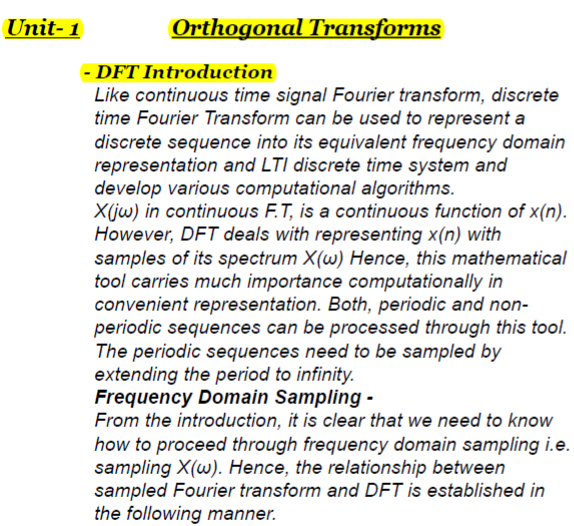 Unit- 1 Orthogonal Transforms
- DFT Introduction
Like continuous time signal Fourier transform, discrete
time Fourier Transform can be used to represent a
discrete sequence into its equivalent frequency domain
representation and LTI discrete time system and
develop various computational algorithms.
X(jω) in continuous F.T, is a continuous function of x(n).
However, DFT deals with representing x(n) with
samples of its spectrum X(ω) Hence, this mathematical
tool carries much importance computationally in
convenient representation. Both, periodic and non-
periodic sequences can be processed through this tool.
The periodic sequences need to be sampled by
extending the period to infinity.
Frequency Domain Sampling -
From the introduction, it is clear that we need to know
how to proceed through frequency domain sampling i.e.
sampling X(ω). Hence, the relationship between
sampled Fourier transform and DFT is established in
the following manner.